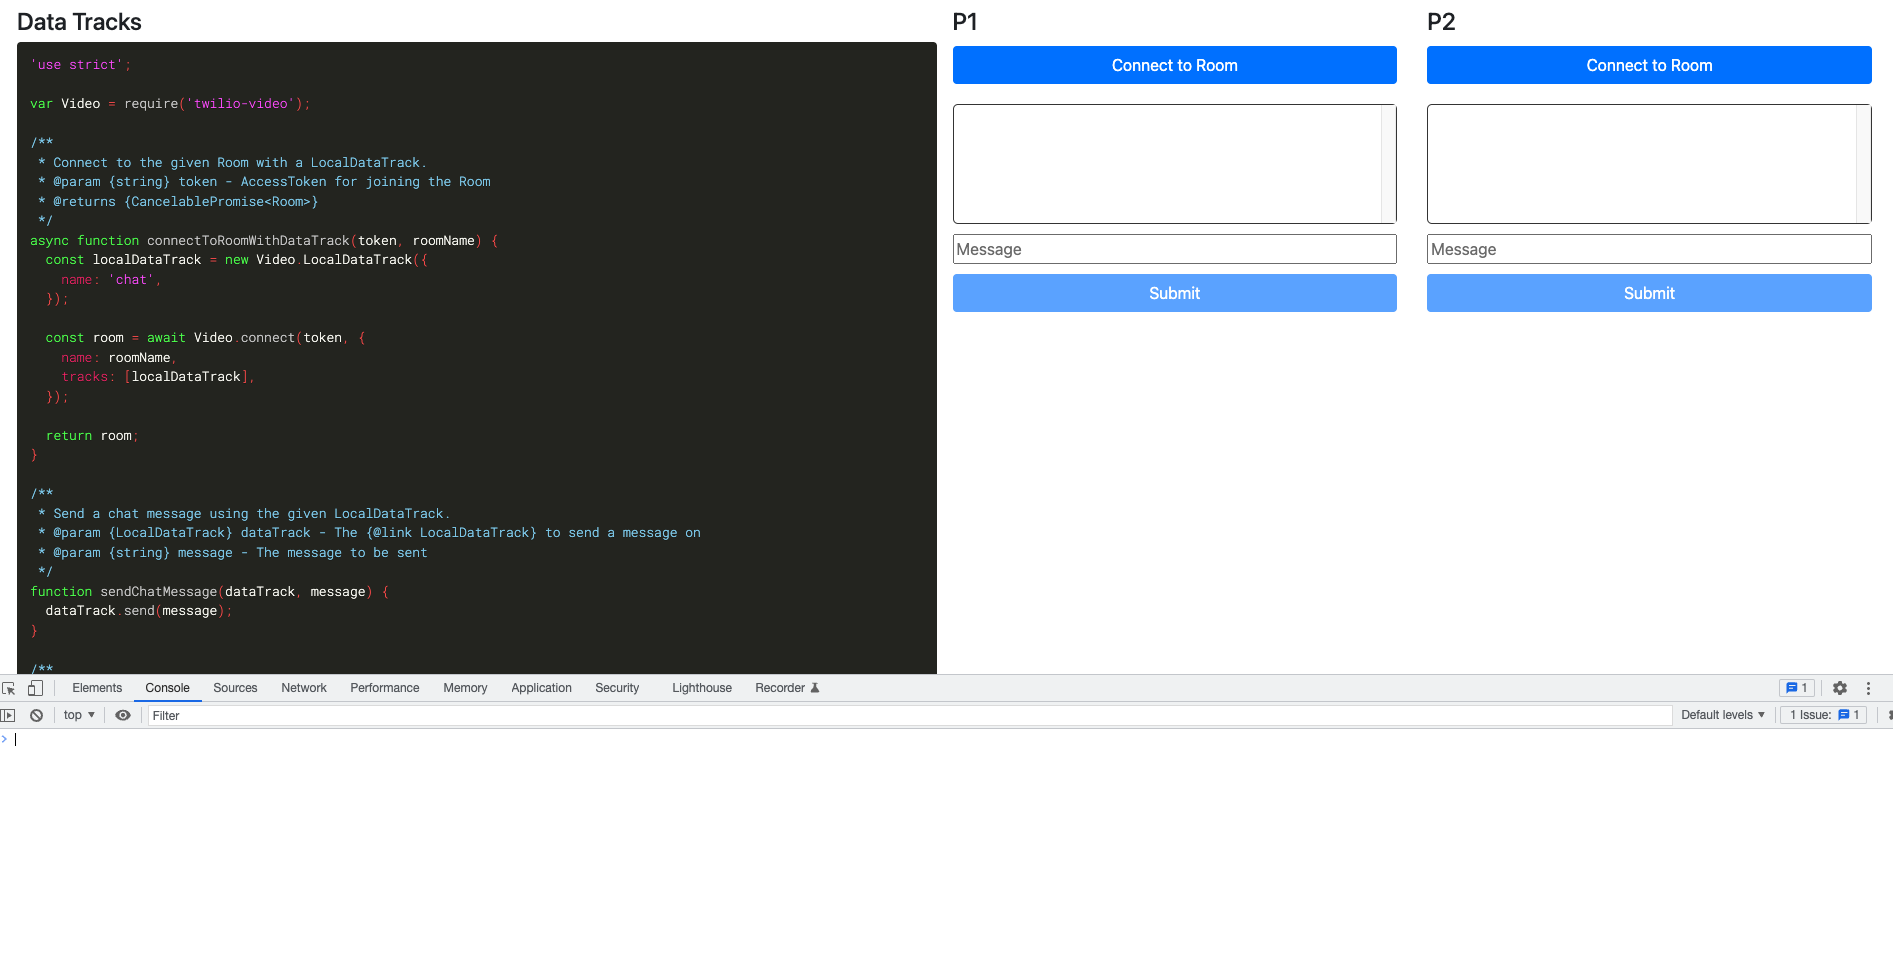 Data Tracks
'use strict';
var Video = require('twilio-video');
/**
 * Connect to the given Room with a LocalDataTrack.
 * @param {string} token - AccessToken for joining the Room
 * @returns {CancelablePromise<Room>}
 */
async function connectToRoomWithDataTrack(token, roomName) {
  const localDataTrack = new Video.LocalDataTrack({
    name: 'chat',
  });
  const room = await Video.connect(token, {
    name: roomName,
    tracks: [localDataTrack],
  });
  return room;
}
/**
 * Send a chat message using the given LocalDataTrack.
 * @param {LocalDataTrack} dataTrack - The {@link LocalDataTrack} to send a message on
 * @param {string} message - The message to be sent
 */
function sendChatMessage(dataTrack, message) {
  dataTrack.send(message);
}
/**
P1
Connect to Room
Message
Submit
P2
Connect to Room
Message
Submit
Elements Console Sources Network Performance Memory Application Security Lighthouse Recorder 1
top Filter Default levels 1 Issue: 1